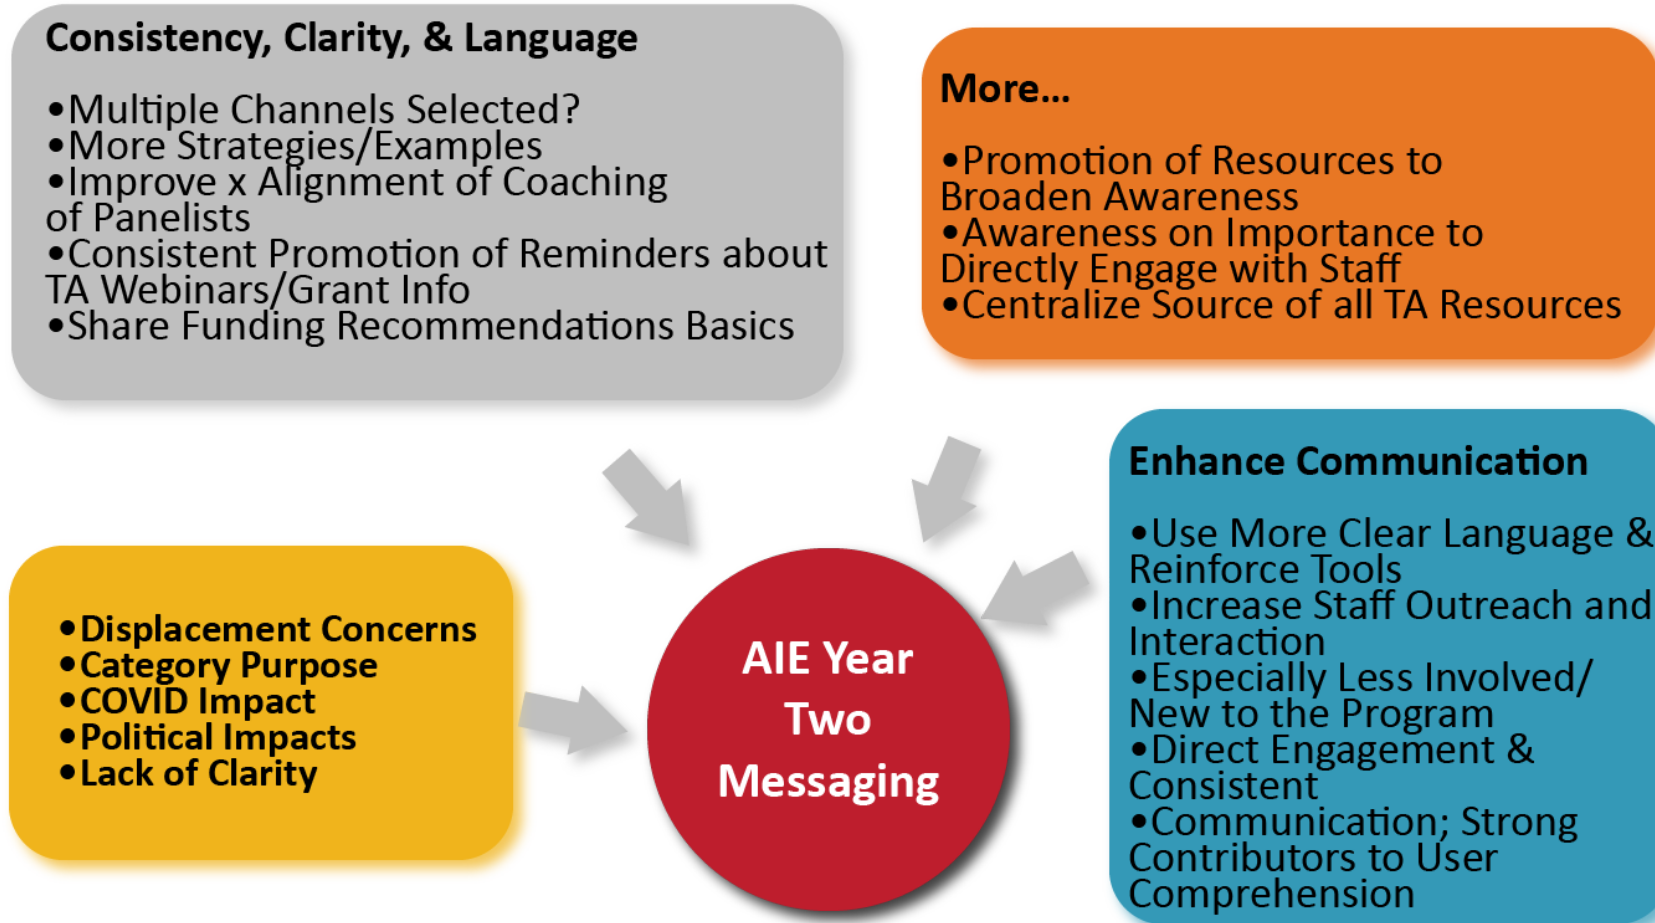 Consistency, Clarity, & Language
•Multiple Channels Selected?
•More Strategies/Examples
•Improve x Alignment of Coaching
of Panelists
•Consistent Promotion of Reminders about
TA Webinars/Grant Info
•Share Funding Recommendations Basics
More...
•Promotion of Resources to
Broaden Awareness
•Awareness on Importance to
Directly Engage with Staff
•Centralize Source of all TA Resources
Enhance Communication
•Use More Clear Language &
Reinforce Tools
•Increase Staff Outreach and
Interaction
•Especially Less Involved/
New to the Program
•Direct Engagement &
Consistent
•Communication; Strong
Contributors to User
Comprehension
•Displacement Concerns
•Category Purpose
•COVID Impact
•Political Impacts
•Lack of Clarity
AIE Year
Two
Messaging